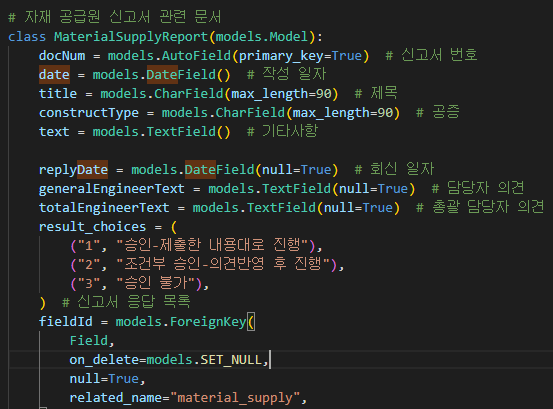 # 자재 공급원 신고서 관련 문서
class MaterialSupplyReport(models.Model):
    docNum = models.AutoField(primary_key=True)  # 신고서 번호
    date = models.DateField()  # 작성 일자
    title = models.CharField(max_length=90)  # 제목
    constructType = models.CharField(max_length=90)  # 공증
    text = models.TextField()  # 기타사항

    replyDate = models.DateField(null=True)  # 회신 일자
    generalEngineerText = models.TextField(null=True)  # 담당자 의견
    totalEngineerText = models.TextField(null=True)  # 총괄 담당자 의견
    result_choices = (
        ("1", "승인-제출한 내용대로 진행"),
        ("2", "조건부 승인-의견반영 후 진행"),
        ("3", "승인 불가"),
    )  # 신고서 응답 목록
    fieldId = models.ForeignKey(
        Field,
        on_delete=models.SET_NULL,
        null=True,
        related_name="material_supply",